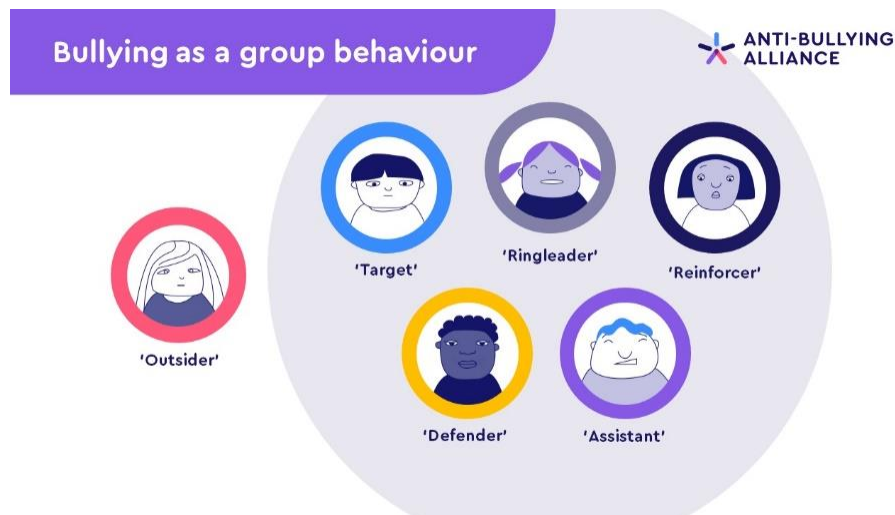 Bullying as a group behaviour
ANTI-BULLYING
ALLIANCE
'Target'
'Ringleader'
'Reinforcer'
'Outsider'
'Defender'
'Assistant'